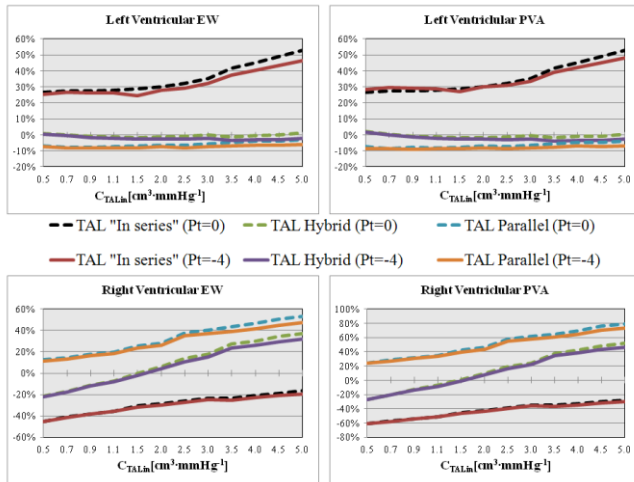 Left Ventricular EW
60%
50%
40%
30%
20%
10%
0%
-10%
-20%
0.5 0.7 0.9 1.1 1.5 2.0 2.5 3.0 3.5 4.0 4.5 5.0
C_TALin[cm³·mmHg⁻¹]
Left Ventriclular PVA
60%
50%
40%
30%
20%
10%
0%
-10%
-20%
0.5 0.7 0.9 1.1 1.5 2.0 2.5 3.0 3.5 4.0 4.5 5.0
C_TALin[cm³·mmHg⁻¹]
TAL "In series" (Pt=0) TAL Hybrid (Pt=0) TAL Parallel (Pt=0)
TAL "In series" (Pt=-4) TAL Hybrid (Pt=-4) TAL Parallel (Pt=-4)
Right Ventricular EW
60%
40%
20%
0%
-20%
-40%
-60%
0.5 0.7 0.9 1.1 1.5 2.0 2.5 3.0 3.5 4.0 4.5 5.0
C_TALin[cm³·mmHg⁻¹]
Right Ventricular PVA
100%
80%
60%
40%
20%
0%
-20%
-40%
-60%
-80%
0.5 0.7 0.9 1.1 1.5 2.0 2.5 3.0 3.5 4.0 4.5 5.0
C_TALin[cm³·mmHg⁻¹]